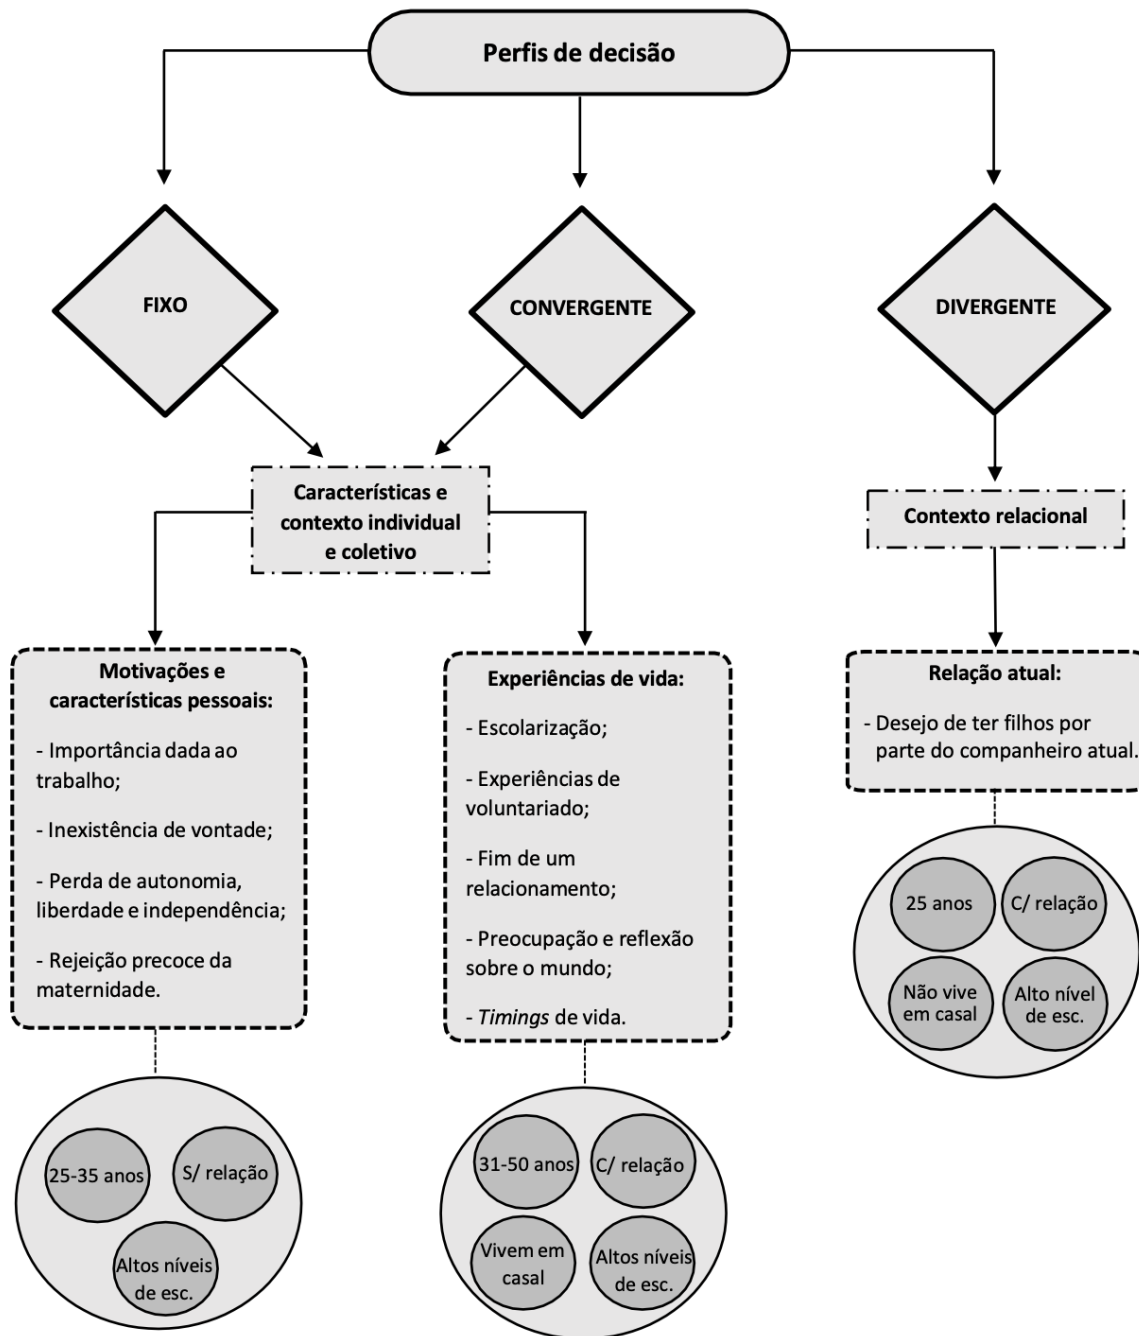 Perfis de decisão
FIXO
CONVERGENTE
DIVERGENTE
Características e
contexto individual
e coletivo
Contexto relacional
Motivações e
características pessoais:
- Importância dada ao
trabalho;
- Inexistência de vontade;
- Perda de autonomia,
liberdade e independência;
- Rejeição precoce da
maternidade.
Experiências de vida:
- Escolarização;
- Experiências de
voluntariado;
- Fim de um
relacionamento;
- Preocupação e reflexão
sobre o mundo;
- Timings de vida.
Relação atual:
- Desejo de ter filhos por
parte do companheiro atual.
25-35 anos
S/ relação
Altos níveis
de esc.
31-50 anos
C/ relação
Vivem em
casal
Altos níveis
de esc.
25 anos
C/ relação
Não vive
em casal
Alto nível
de esc.